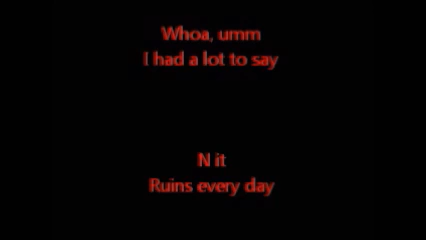 Whoa, umm
I had a lot to say
N it
Ruins every day